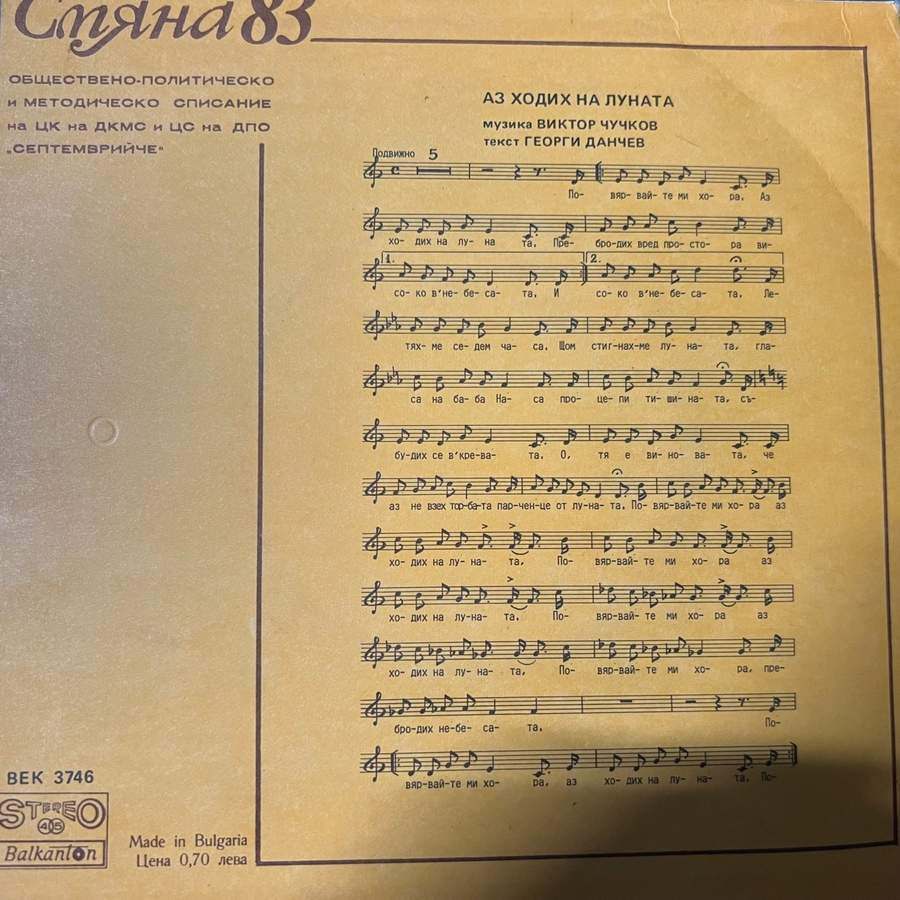 Смяна 83
ОБЩЕСТВЕНО-ПОЛИТИЧЕСКО
И МЕТОДИЧЕСКО СПИСАНИЕ
на ЦК на ДКМС и ЦС на ДПО
„СЕПТЕМВРИЙЧЕ“
АЗ ХОДИХ НА ЛУНАТА
музика ВИКТОР ЧУЧКОВ
текст ГЕОРГИ ДАНЧЕВ
Подвижно 5
По- вяр- вай- те ми хо- ра. Аз
хо- дих на лу- на та. Пре- бро-дих вред про-сто- ра ви-
1. 2.
со- ко в'не- бе-са- та. И со- ко в'не- бе-са- та. Ле-
тях- ме се- дем ча- са. Щом стиг-нах-ме лу- на- та, гла-
са на ба- ба На- са про- це- пи ти- ши- на- та, съ-
бу-дих се в'кре-ва- та. О, тя е ви- но- ва- та, че
аз не взех тор-ба-та пар-чен-це от лу-на- та. По- вяр-вай-те ми хо- ра аз
хо- дих на лу- на- та, По- вяр-вай- те ми хо- ра аз
хо- дих на лу-на- та. По- вяр-вай- те ми хо- ра аз
хо- дих на лу- на- та, По- вяр-вай- те ми хо- ра, пре-
бро-дих не-бе- са- та. По-
вяр-вай-те ми хо- ра, аз хо- дих на лу- на- та. По-
ВЕК 3746
STEREO
45
Balkanton
Made in Bulgaria
Цена 0,70 лева